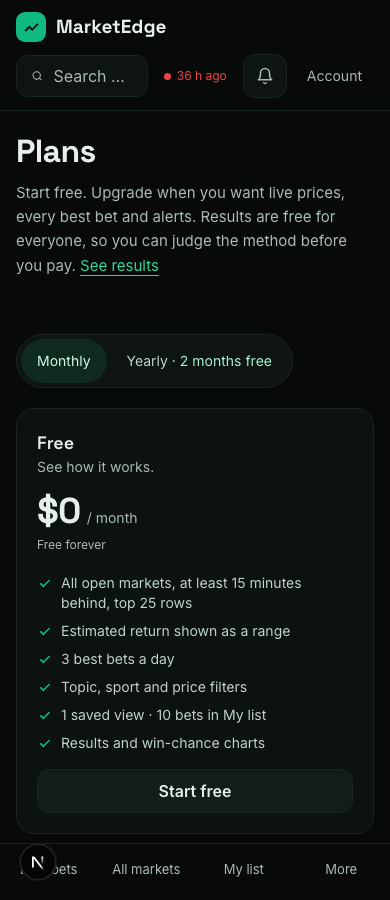 MarketEdge
Search ...
36 h ago
Account
Plans
Start free. Upgrade when you want live prices,
every best bet and alerts. Results are free for
everyone, so you can judge the method before
you pay. See results
Monthly
Yearly · 2 months free
Free
See how it works.
$0 / month
Free forever
All open markets, at least 15 minutes
behind, top 25 rows
Estimated return shown as a range
3 best bets a day
Topic, sport and price filters
1 saved view · 10 bets in My list
Results and win-chance charts
Start free
N
bets
All markets
My list
More